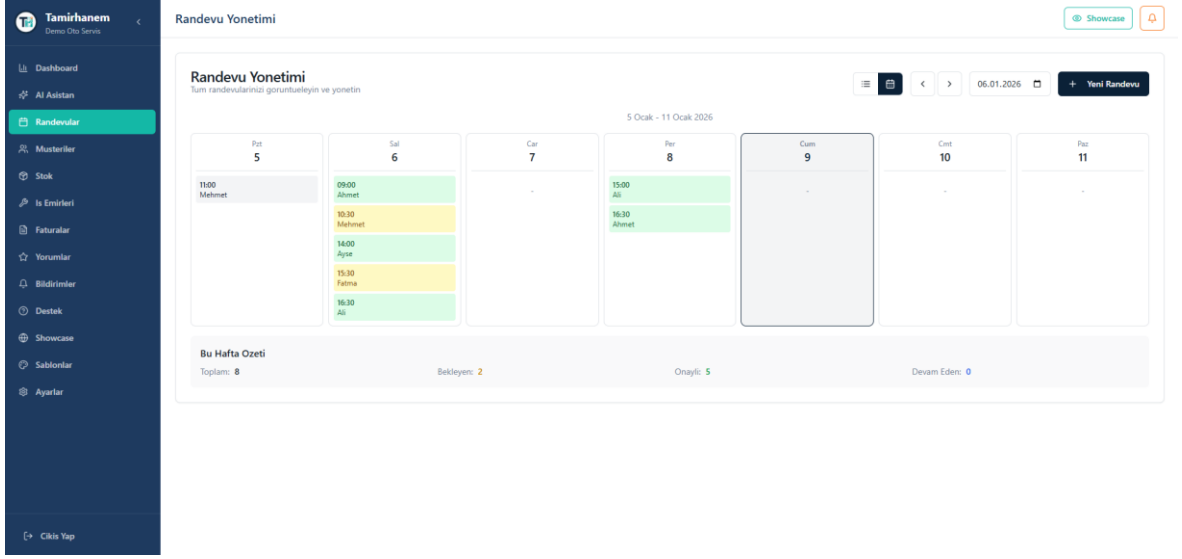 TH
Tamirhanem
Demo Oto Servis
Dashboard
AI Asistan
Randevular
Musteriler
Stok
Is Emirleri
Faturalar
Yorumlar
Bildirimler
Destek
Showcase
Sablonlar
Ayarlar
Cikis Yap
Randevu Yonetimi
Showcase
Randevu Yonetimi
Tum randevularinizi goruntueleyin ve yonetin
06.01.2026
+ Yeni Randevu
5 Ocak - 11 Ocak 2026
Pzt
5
11:00
Mehmet
Sal
6
09:00
Ahmet
10:30
Mehmet
14:00
Ayse
15:30
Fatma
16:30
Ali
Car
7
-
Per
8
15:00
Ali
16:30
Ahmet
Cum
9
-
Cmt
10
-
Paz
11
-
Bu Hafta Ozeti
Toplam: 8 Bekleyen: 2 Onayli: 5 Devam Eden: 0